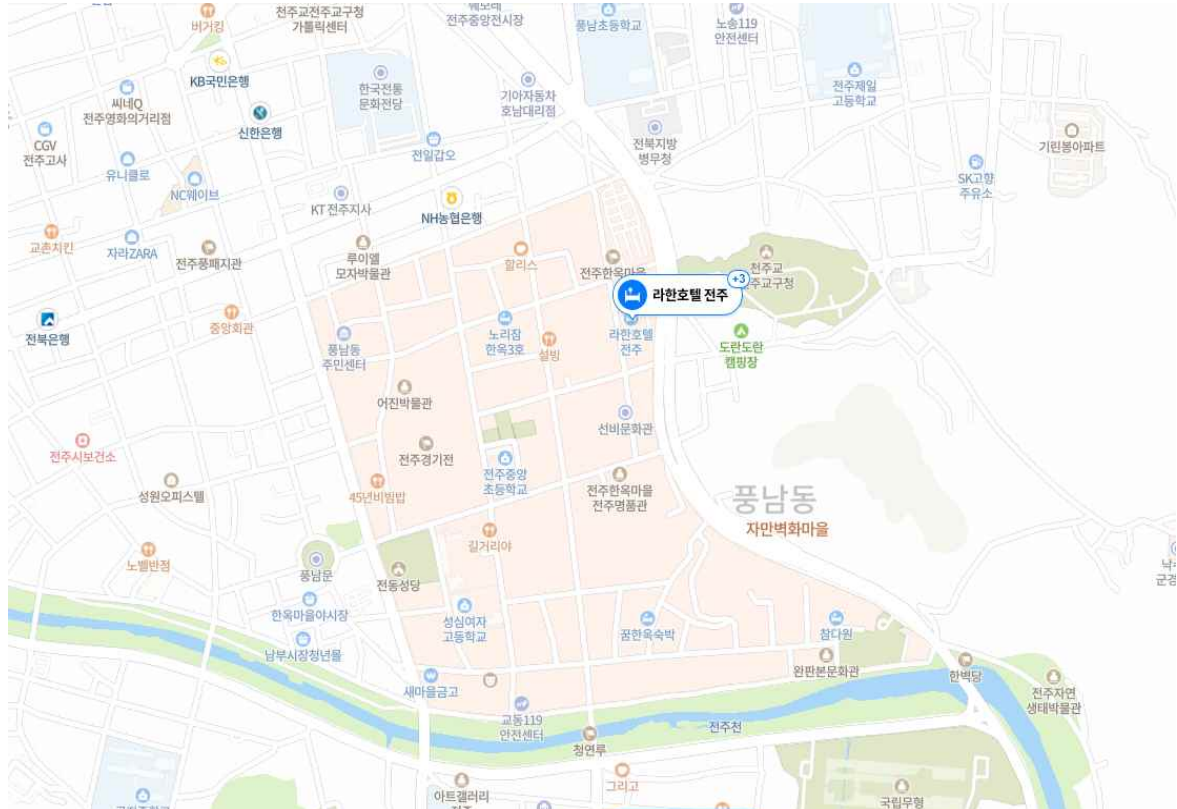 버거킹
천주교전주교구청
가톨릭센터
전주중앙전시장
풍남초등학교
노송119
안전센터
KB국민은행
한국전통
문화전당
기아자동차
호남대리점
전주제일
고등학교
씨네Q
전주영화의거리점
신한은행
CGV
전주고사
전일갑오
전북지방
병무청
기린봉아파트
유니클로
NC웨이브
KT 전주지사
NH농협은행
SK고향
주유소
교촌치킨
자라ZARA
전주풍패지관
루이엘
모자박물관
할리스
전주한옥마을
천주교
전주교구청
+3
라한호텔 전주
전북은행
중앙회관
풍남동
주민센터
노리잠
한옥3호
설빙
라한호텔
전주
도란도란
캠핑장
어진박물관
선비문화관
전주시보건소
전주경기전
전주중앙
초등학교
성원오피스텔
45년비빔밥
전주한옥마을
전주명품관
풍남동
자만벽화마을
길거리야
노벨반점
풍남문
전동성당
한옥마을야시장
성심여자
고등학교
꿈한옥숙박
참다원
남부시장청년몰
완판본문화관
한벽당
새마을금고
전주자연
생태박물관
교동119
안전센터
전주천
청연루
아트갤러리
그리고
국립무형